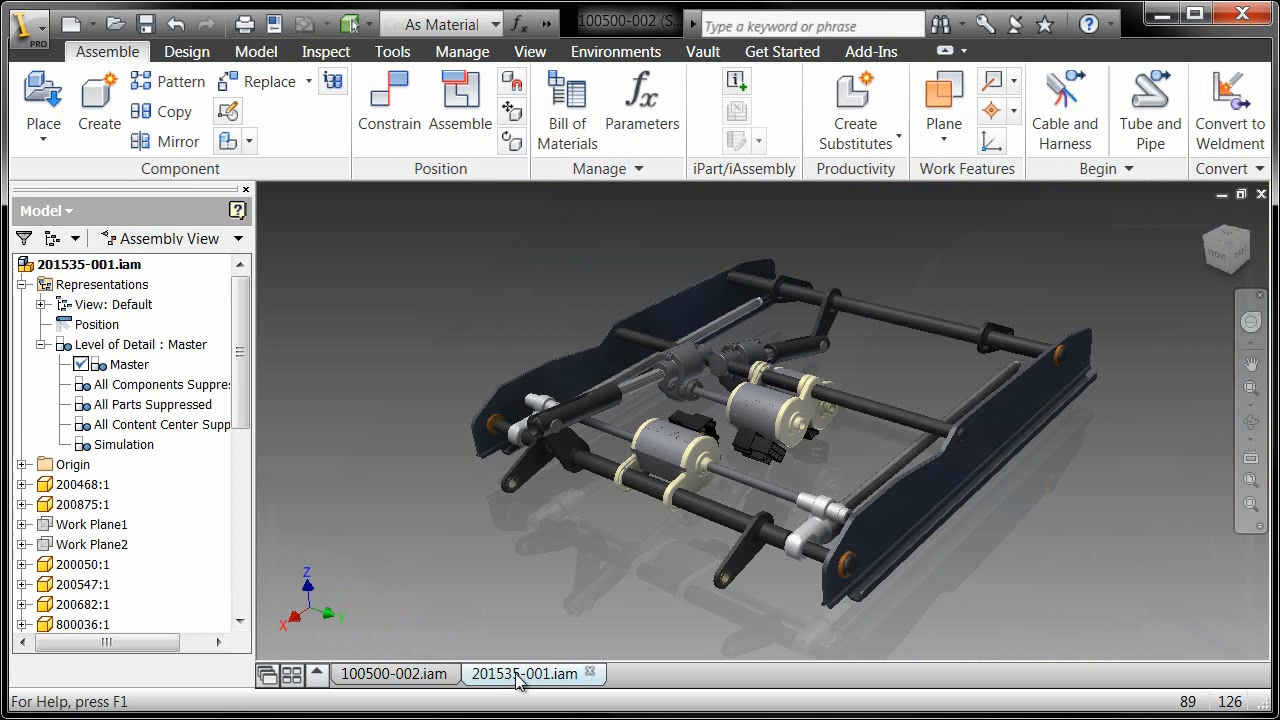 PRO
As Material
fx
100500-002 (S...
Type a keyword or phrase
Assemble Design Model Inspect Tools Manage View Environments Vault Get Started Add-Ins
Place
Create
Pattern
Copy
Mirror
Replace
Component
Constrain
Assemble
Position
Bill of
Materials
fx
Parameters
Manage
iPart/iAssembly
Create
Substitutes
Productivity
Plane
Work Features
Cable and
Harness
Tube and
Pipe
Begin
Convert to
Weldment
Convert
Model
Assembly View
201535-001.iam
Representations
View: Default
Position
Level of Detail : Master
Master
All Components Suppres
All Parts Suppressed
All Content Center Supp
Simulation
Origin
200468:1
200875:1
Work Plane1
Work Plane2
200050:1
200547:1
200682:1
800036:1
FRONT
Z
X
Y
100500-002.iam
201535-001.iam
For Help, press F1
89 126